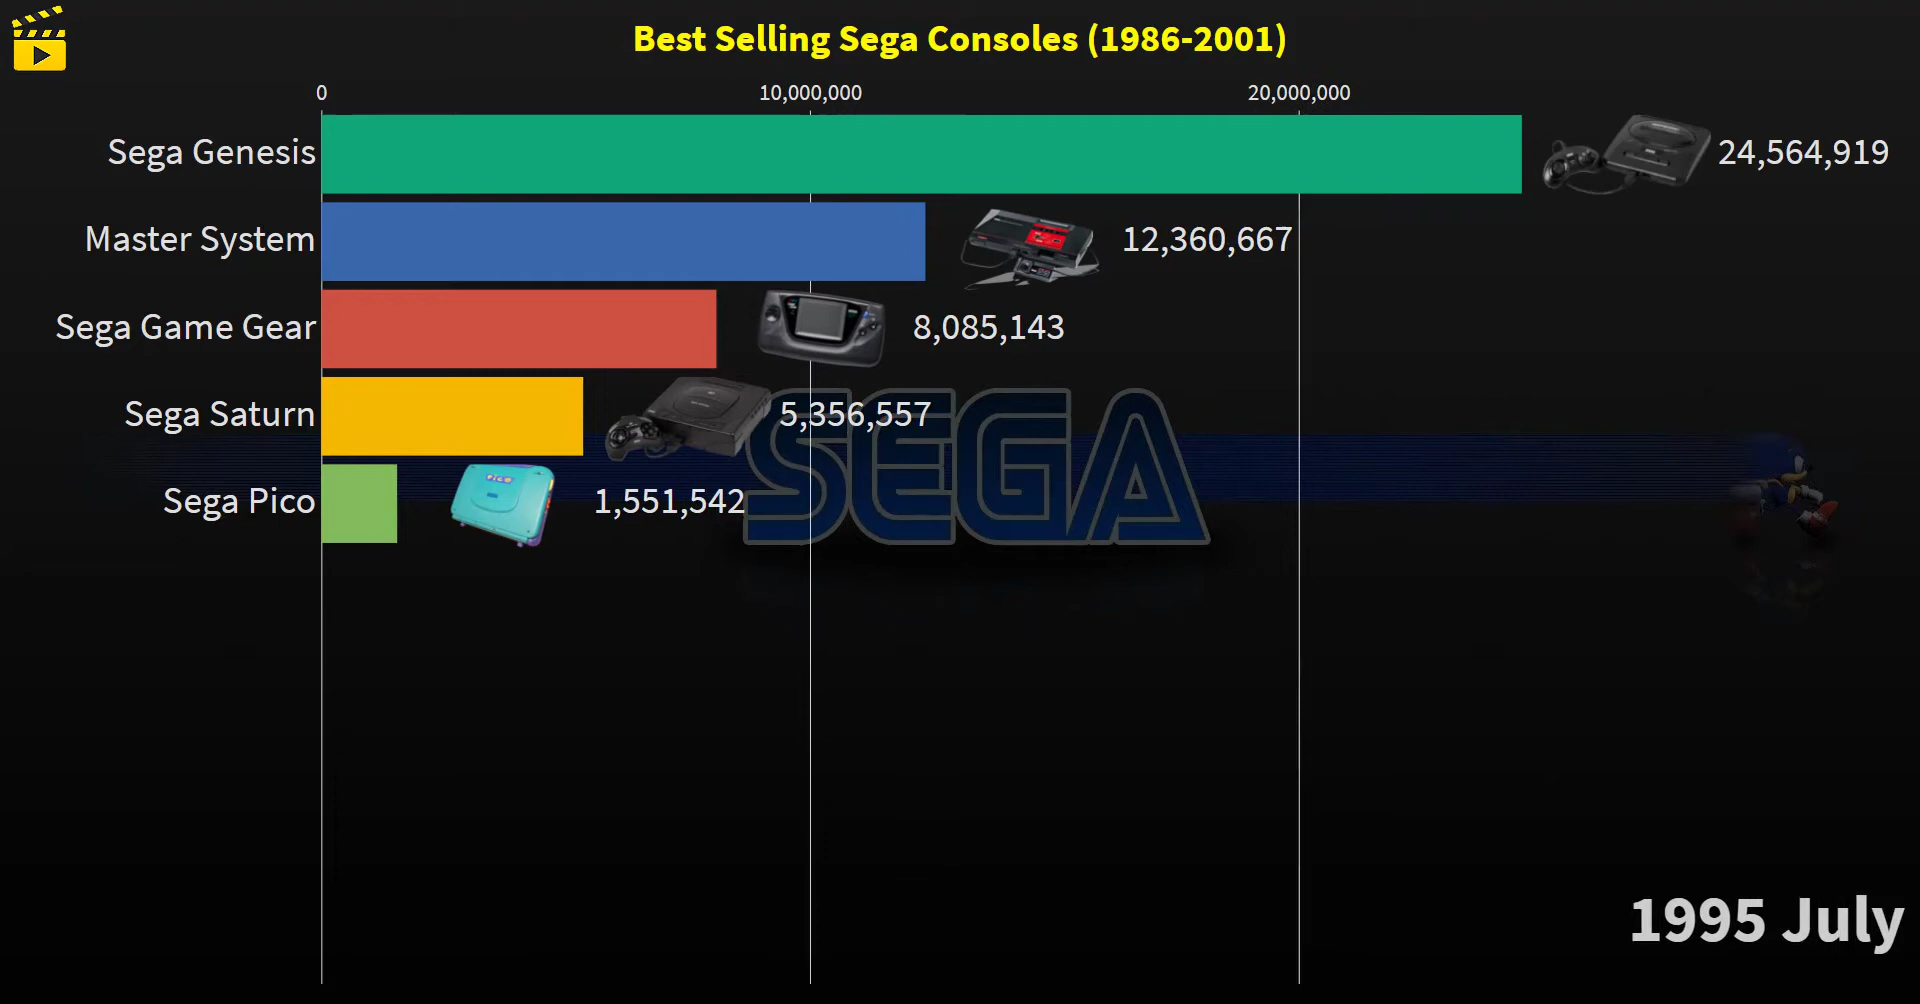 Best Selling Sega Consoles (1986-2001)
0 10,000,000 20,000,000
Sega Genesis 24,564,919
Master System 12,360,667
Sega Game Gear 8,085,143
Sega Saturn 5,356,557
Sega Pico PICO 1,551,542
SEGA
1995 July